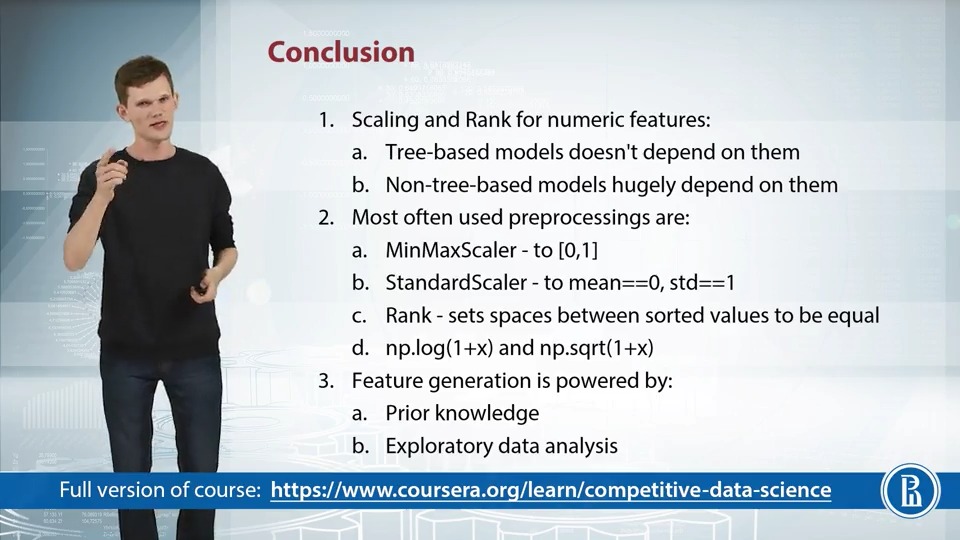 Conclusion
1. Scaling and Rank for numeric features:
a. Tree-based models doesn't depend on them
b. Non-tree-based models hugely depend on them
2. Most often used preprocessings are:
a. MinMaxScaler - to [0,1]
b. StandardScaler - to mean==0, std==1
c. Rank - sets spaces between sorted values to be equal
d. np.log(1+x) and np.sqrt(1+x)
3. Feature generation is powered by:
a. Prior knowledge
b. Exploratory data analysis
Full version of course: https://www.coursera.org/learn/competitive-data-science